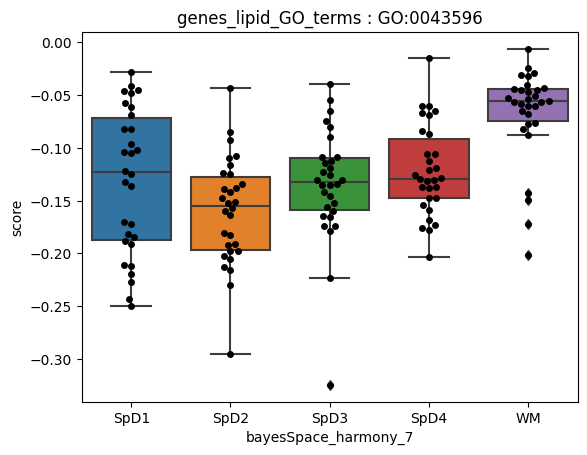 genes_lipid_GO_terms : GO:0043596
0.00
−0.05
−0.10
−0.15
−0.20
−0.25
−0.30
score
SpD1 SpD2 SpD3 SpD4 WM
bayesSpace_harmony_7